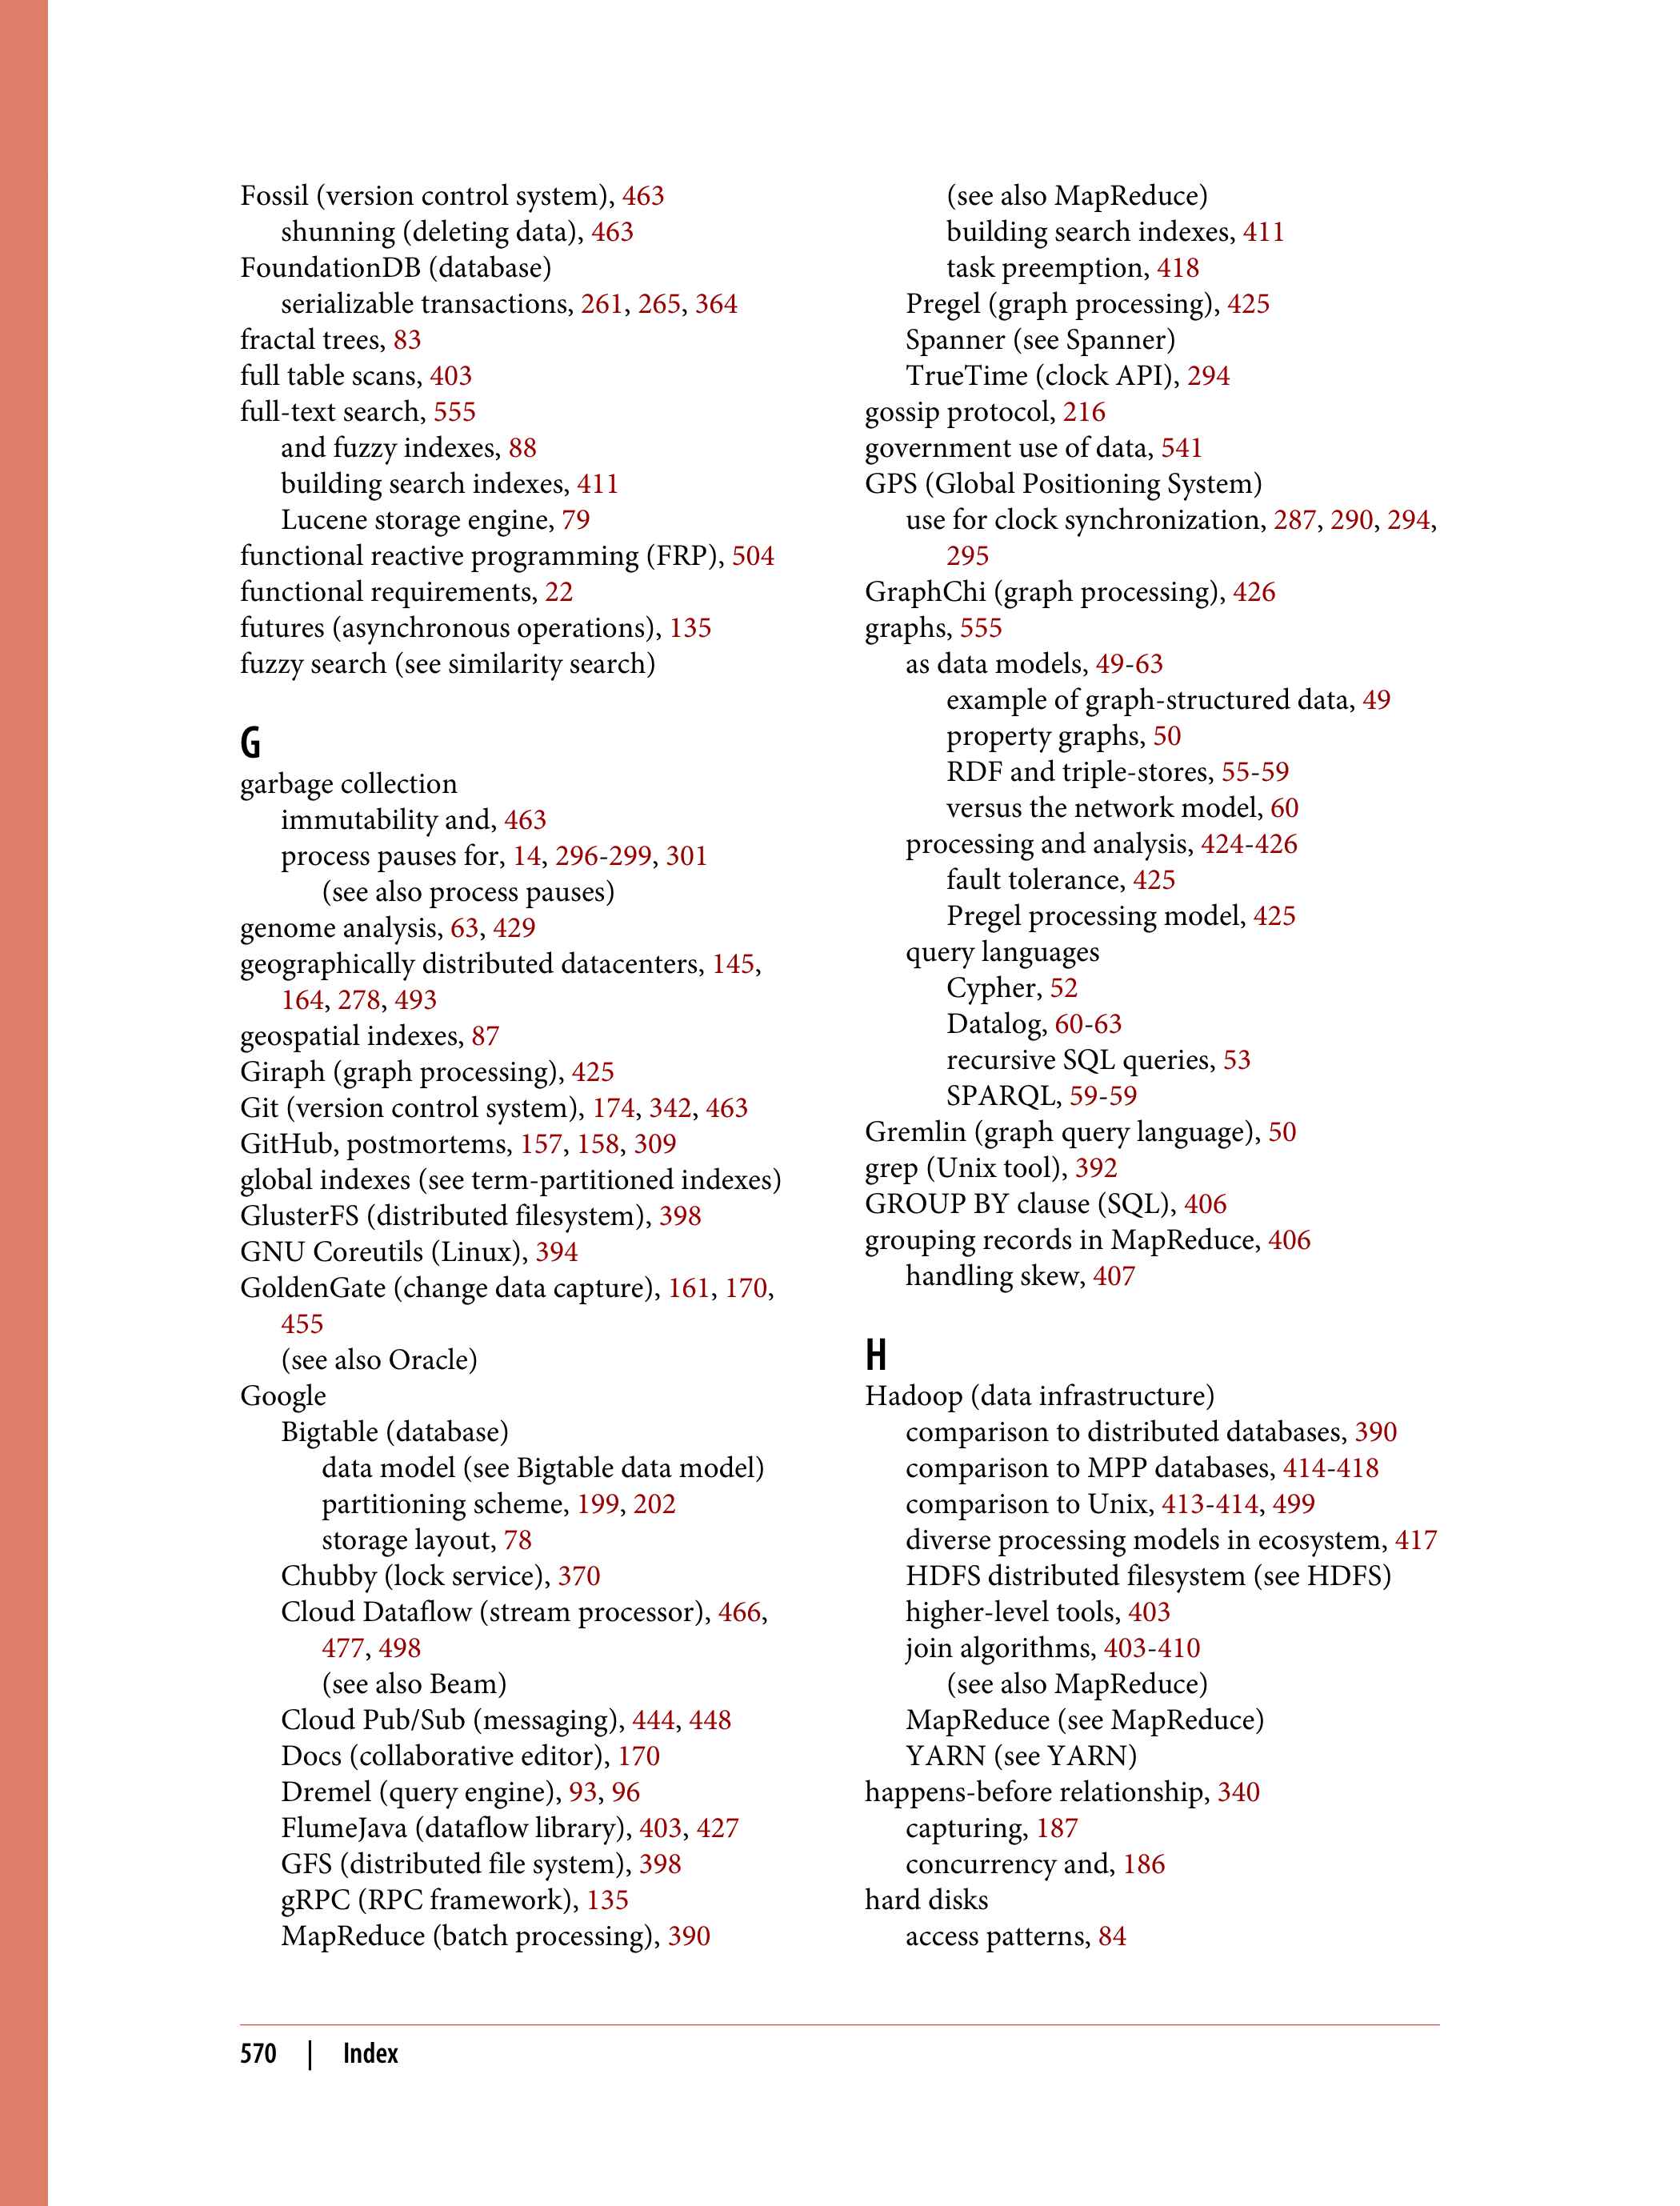 Fossil (version control system), 463
shunning (deleting data), 463
FoundationDB (database)
serializable transactions, 261, 265, 364
fractal trees, 83
full table scans, 403
full-text search, 555
and fuzzy indexes, 88
building search indexes, 411
Lucene storage engine, 79
functional reactive programming (FRP), 504
functional requirements, 22
futures (asynchronous operations), 135
fuzzy search (see similarity search)
G
garbage collection
immutability and, 463
process pauses for, 14, 296-299, 301
(see also process pauses)
genome analysis, 63, 429
geographically distributed datacenters, 145,
164, 278, 493
geospatial indexes, 87
Giraph (graph processing), 425
Git (version control system), 174, 342, 463
GitHub, postmortems, 157, 158, 309
global indexes (see term-partitioned indexes)
GlusterFS (distributed filesystem), 398
GNU Coreutils (Linux), 394
GoldenGate (change data capture), 161, 170,
455
(see also Oracle)
Google
Bigtable (database)
data model (see Bigtable data model)
partitioning scheme, 199, 202
storage layout, 78
Chubby (lock service), 370
Cloud Dataflow (stream processor), 466,
477, 498
(see also Beam)
Cloud Pub/Sub (messaging), 444, 448
Docs (collaborative editor), 170
Dremel (query engine), 93, 96
FlumeJava (dataflow library), 403, 427
GFS (distributed file system), 398
gRPC (RPC framework), 135
MapReduce (batch processing), 390
(see also MapReduce)
building search indexes, 411
task preemption, 418
Pregel (graph processing), 425
Spanner (see Spanner)
TrueTime (clock API), 294
gossip protocol, 216
government use of data, 541
GPS (Global Positioning System)
use for clock synchronization, 287, 290, 294,
295
GraphChi (graph processing), 426
graphs, 555
as data models, 49-63
example of graph-structured data, 49
property graphs, 50
RDF and triple-stores, 55-59
versus the network model, 60
processing and analysis, 424-426
fault tolerance, 425
Pregel processing model, 425
query languages
Cypher, 52
Datalog, 60-63
recursive SQL queries, 53
SPARQL, 59-59
Gremlin (graph query language), 50
grep (Unix tool), 392
GROUP BY clause (SQL), 406
grouping records in MapReduce, 406
handling skew, 407
H
Hadoop (data infrastructure)
comparison to distributed databases, 390
comparison to MPP databases, 414-418
comparison to Unix, 413-414, 499
diverse processing models in ecosystem, 417
HDFS distributed filesystem (see HDFS)
higher-level tools, 403
join algorithms, 403-410
(see also MapReduce)
MapReduce (see MapReduce)
YARN (see YARN)
happens-before relationship, 340
capturing, 187
concurrency and, 186
hard disks
access patterns, 84
570 | Index